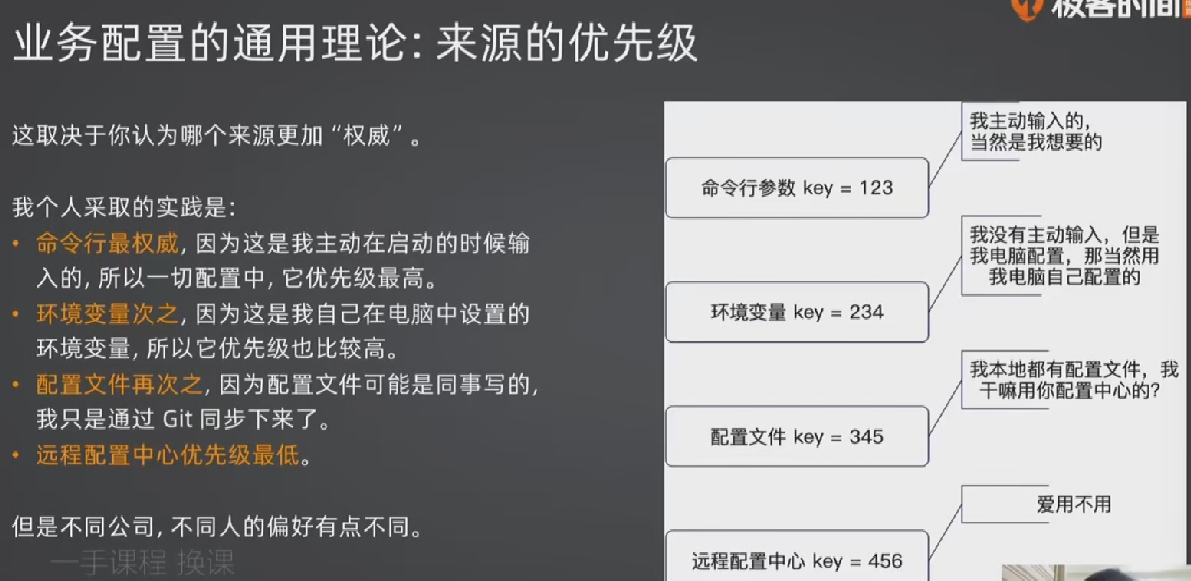 极客时间
业务配置的通用理论: 来源的优先级
这取决于你认为哪个来源更加“权威”。
我个人采取的实践是:
• 命令行最权威, 因为这是我主动在启动的时候输
入的, 所以一切配置中, 它优先级最高。
• 环境变量次之, 因为这是我自己在电脑中设置的
环境变量, 所以它优先级也比较高。
• 配置文件再次之, 因为配置文件可能是同事写的,
我只是通过 Git 同步下来了。
• 远程配置中心优先级最低。
但是不同公司, 不同人的偏好有点不同。
一手课程 换课
我主动输入的,
当然是我想要的
命令行参数 key = 123
我没有主动输入，但是
我电脑配置，那当然用
我电脑自己配置的
环境变量 key = 234
我本地都有配置文件，我
干嘛用你配置中心的?
配置文件 key = 345
爱用不用
远程配置中心 key = 456